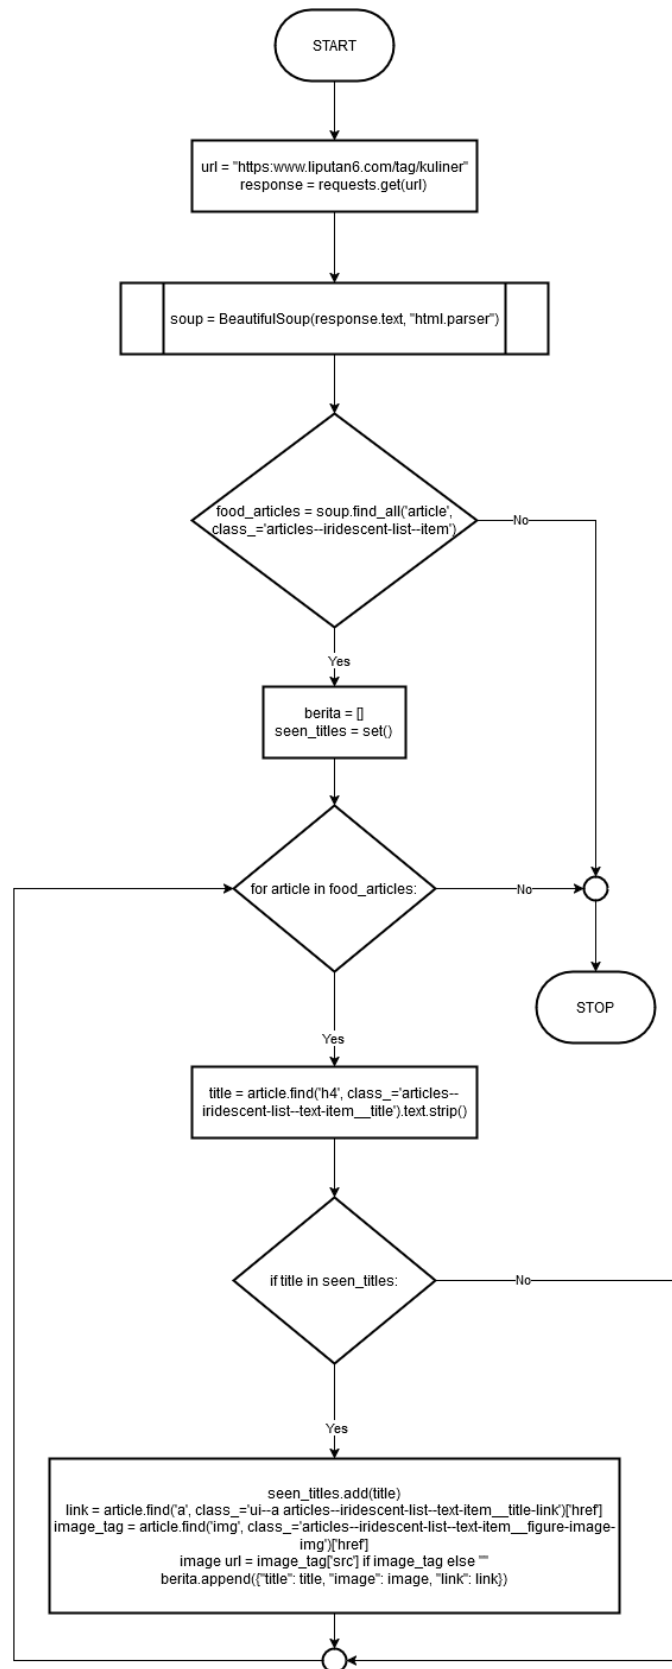 START
url = "https:www.liputan6.com/tag/kuliner"
response = requests.get(url)
soup = BeautifulSoup(response.text, "html.parser")
food_articles = soup.find_all('article',
class_='articles--iridescent-list--item')
No
Yes
berita = []
seen_titles = set()
for article in food_articles:
No
STOP
Yes
title = article.find('h4', class_='articles--
iridescent-list--text-item__title').text.strip()
if title in seen_titles:
No
Yes
seen_titles.add(title)
link = article.find('a', class_='ui--a articles--iridescent-list--text-item__title-link')['href']
image_tag = article.find('img', class_='articles--iridescent-list--text-item__figure-image-
img')['href']
image url = image_tag['src'] if image_tag else ""
berita.append({"title": title, "image": image, "link": link})